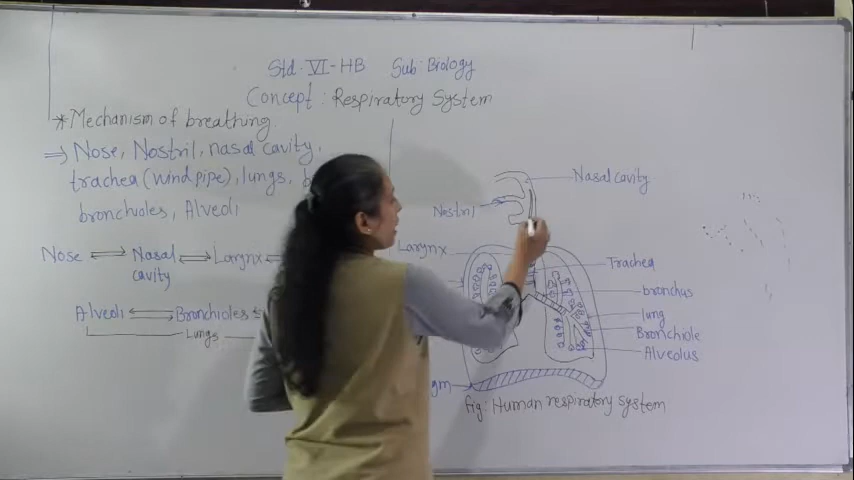 Std. VI-HB Sub: Biology
Concept: Respiratory System
* Mechanism of breathing
⇒ Nose, Nostril, nasal cavity,
trachea (windpipe), lungs,
bronchioles, Alveoli
Nose ⇌ Nasal cavity ⇌ Larynx
Alveoli ⇌ Bronchioles
Lungs
Nasal cavity
Nostril
Larynx
Trachea
bronchus
lung
Bronchiole
Alveolus
gm
fig: Human respiratory system